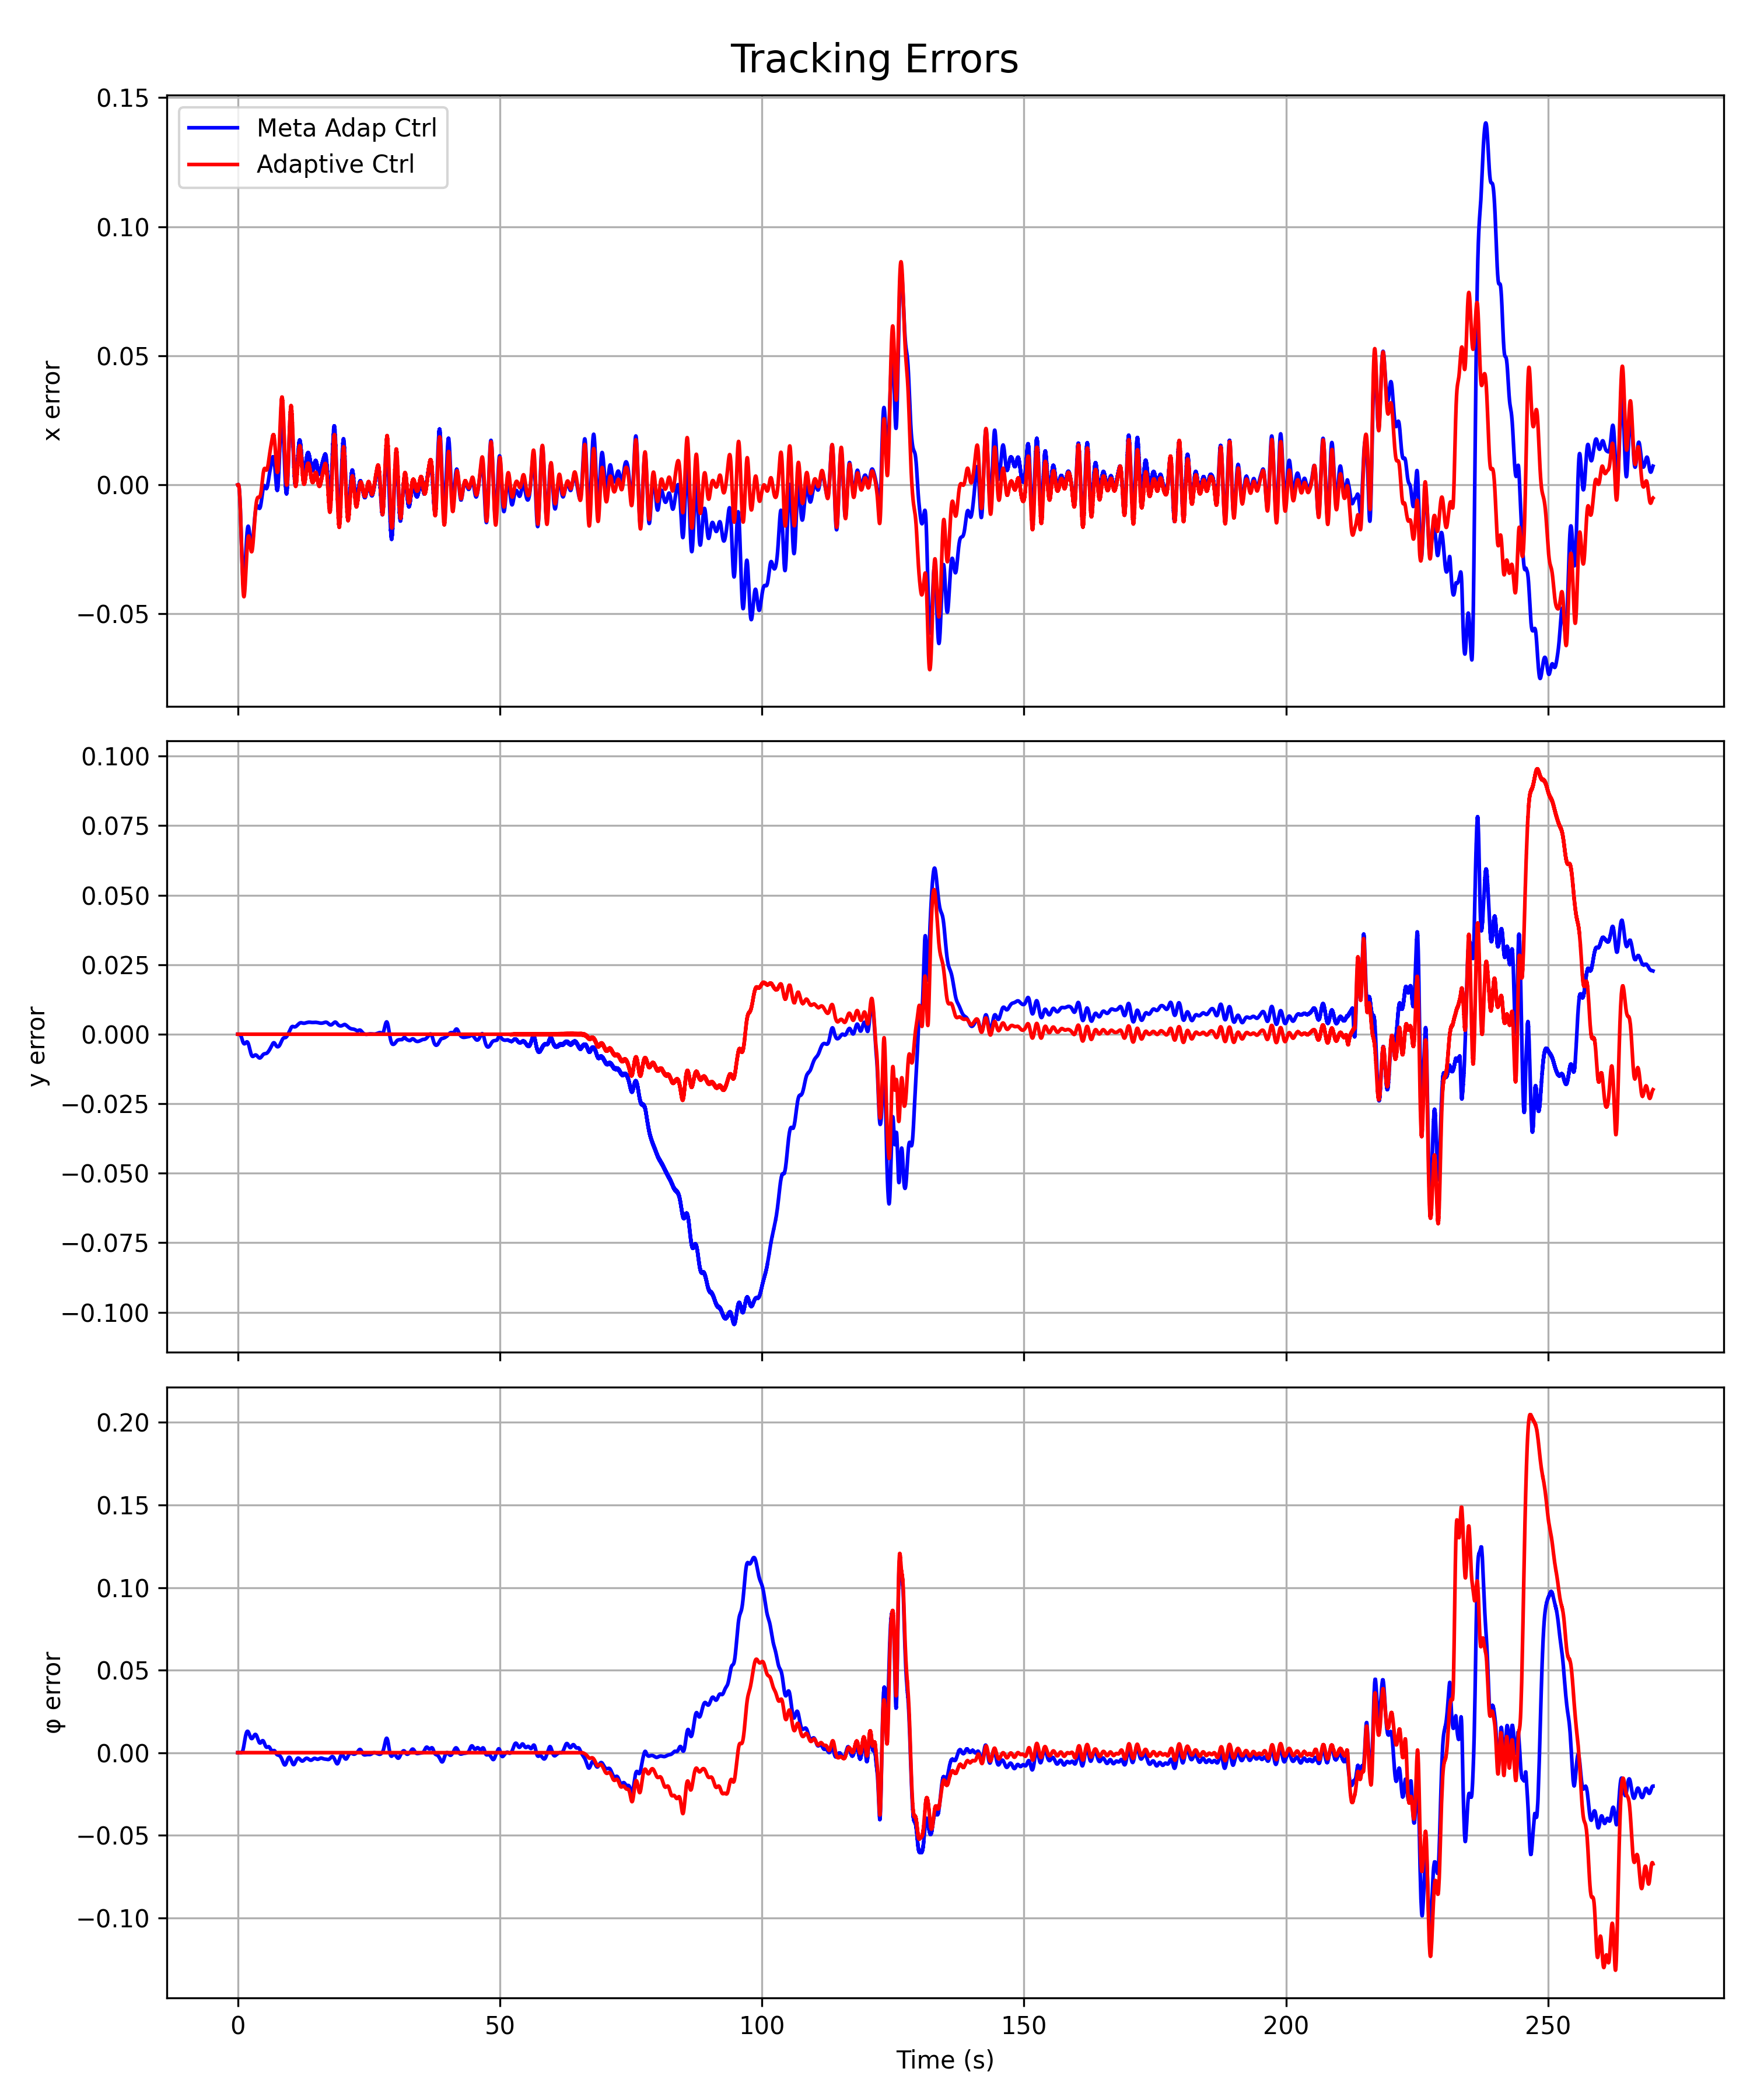 Tracking Errors
Meta Adap Ctrl
Adaptive Ctrl
0.15
0.10
0.05
0.00
−0.05
x error
0.100
0.075
0.050
0.025
0.000
−0.025
−0.050
−0.075
−0.100
y error
0.20
0.15
0.10
0.05
0.00
−0.05
−0.10
φ error
0 50 100 150 200 250
Time (s)